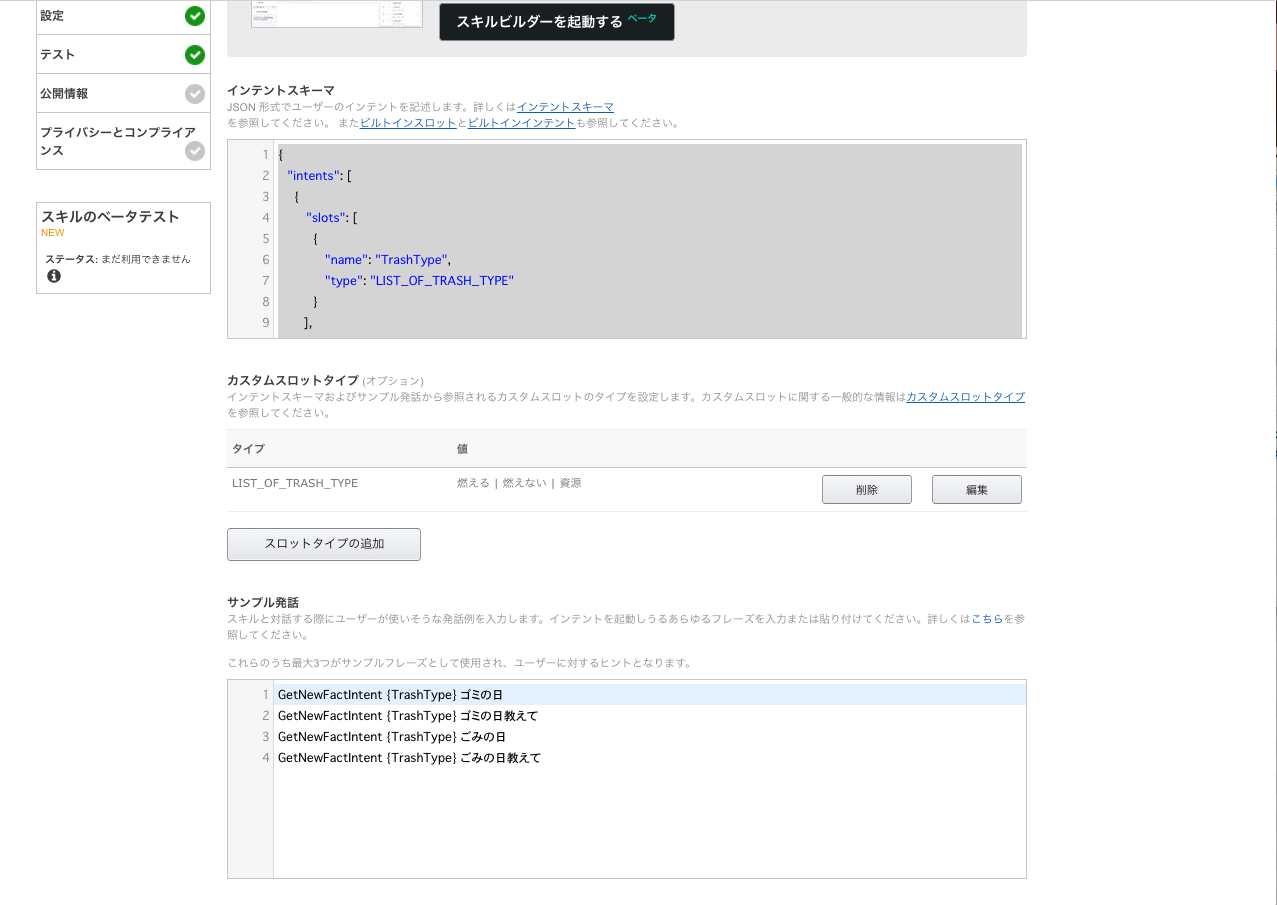 設定
テスト
公開情報
プライバシーとコンプライア
ンス
スキルのベータテスト
NEW
ステータス: まだ利用できません
スキルビルダーを起動する ベータ
インテントスキーマ
JSON 形式でユーザーのインテントを記述します。詳しくはインテントスキーマ
を参照してください。 またビルトインスロットとビルトインインテントも参照してください。
1 {
2 "intents": [
3 {
4 "slots": [
5 {
6 "name": "TrashType",
7 "type": "LIST_OF_TRASH_TYPE"
8 }
9 ],
カスタムスロットタイプ (オプション)
インテントスキーマおよびサンプル発話から参照されるカスタムスロットのタイプを設定します。カスタムスロットに関する一般的な情報はカスタムスロットタイプ
を参照してください。
タイプ 値
LIST_OF_TRASH_TYPE 燃える | 燃えない | 資源 削除 編集
スロットタイプの追加
サンプル発話
スキルと対話する際にユーザーが使いそうな発話例を入力します。インテントを起動しうるあらゆるフレーズを入力または貼り付けてください。詳しくはこちらを参
照してください。
これらのうち最大3つがサンプルフレーズとして使用され、ユーザーに対するヒントとなります。
1 GetNewFactIntent {TrashType} ゴミの日
2 GetNewFactIntent {TrashType} ゴミの日教えて
3 GetNewFactIntent {TrashType} ごみの日
4 GetNewFactIntent {TrashType} ごみの日教えて